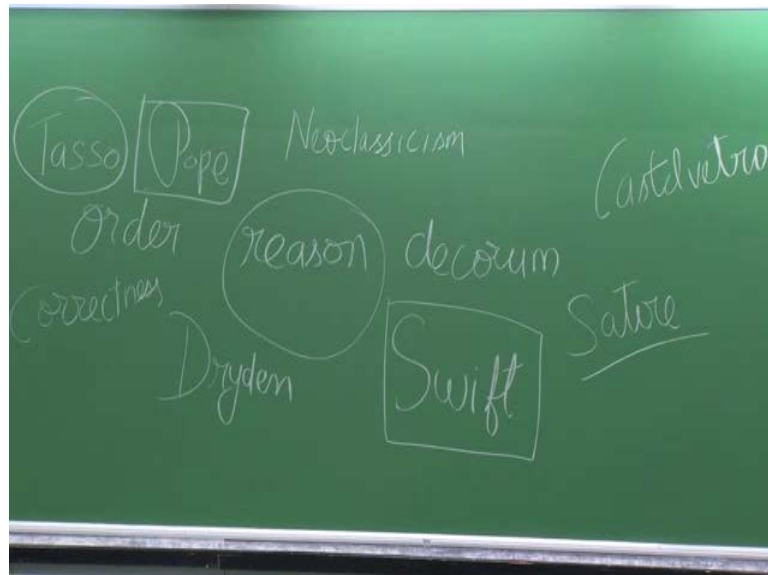 Tasso Pope Neoclassicism
Castelvetro
Order reason decorum
Correctness Satire
Dryden Swift